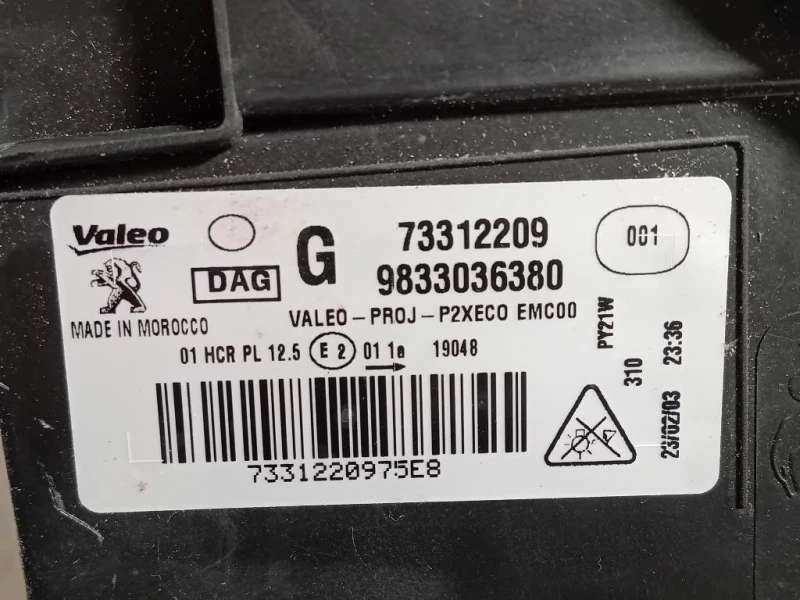 Valeo
DAG
G
73312209
9833036380
001
MADE IN MOROCCO
VALEO-PROJ-P2XECO EMC00
01 HCR PL 12.5 E 2 01 1a 19048
7331220975E8
PY21W
310
23/02/03 23:36